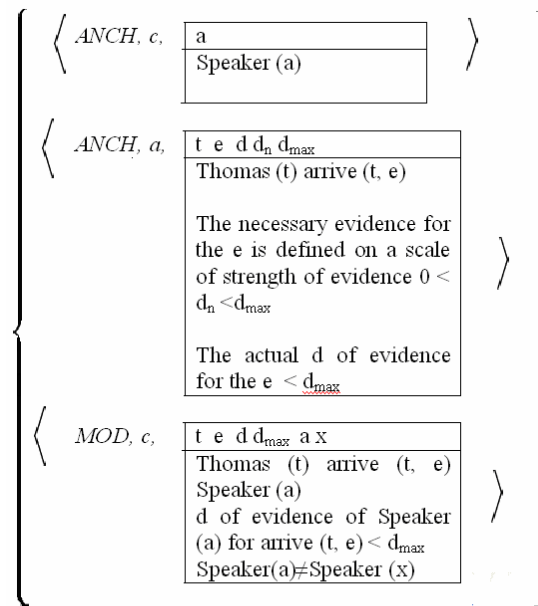 ANCH, c, a
Speaker (a)
ANCH, a, t e d dₙ dₘₐₓ
Thomas (t) arrive (t, e)
The necessary evidence for
the e is defined on a scale
of strength of evidence 0 <
dₙ <dₘₐₓ
The actual d of evidence
for the e < dₘₐₓ
MOD, c, t e d dₘₐₓ a x
Thomas (t) arrive (t, e)
Speaker (a)
d of evidence of Speaker
(a) for arrive (t, e) < dₘₐₓ
Speaker(a)≠Speaker (x)